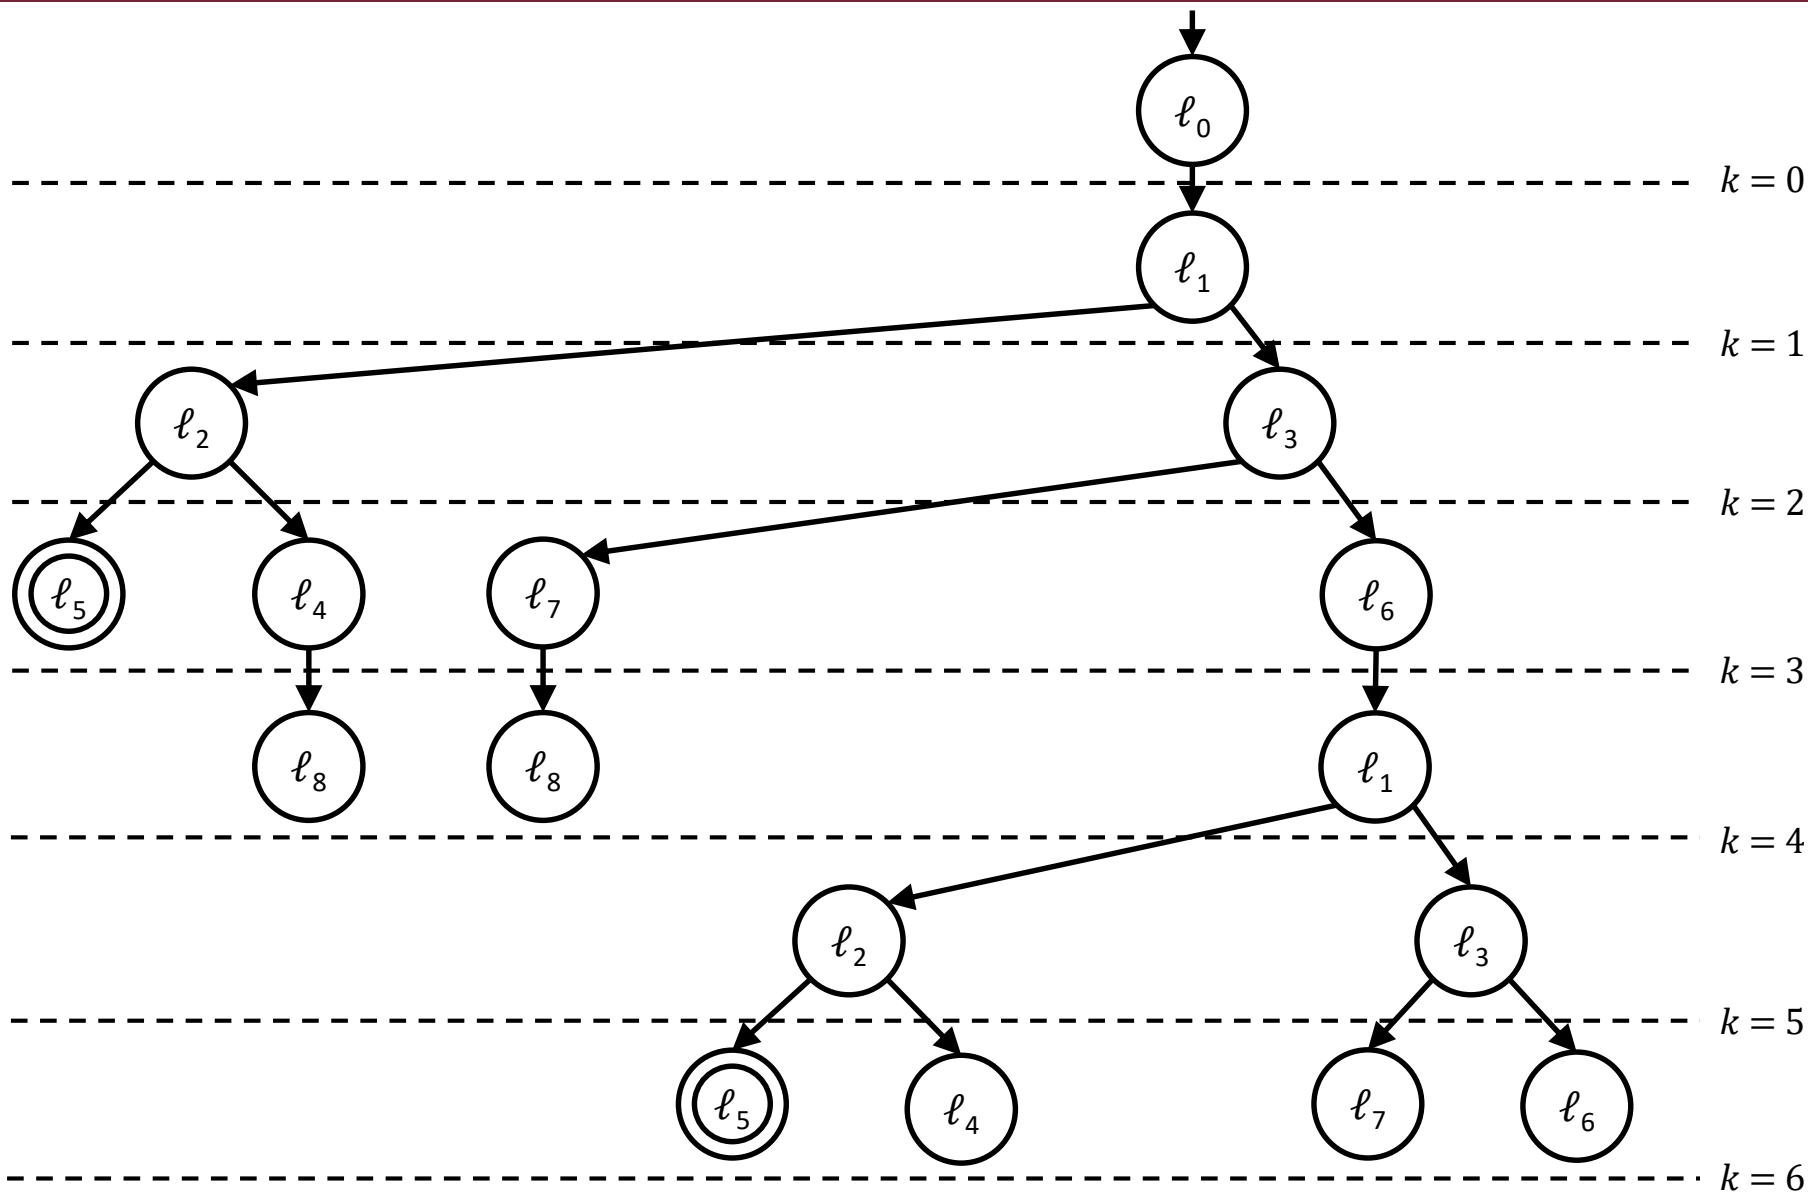 ℓ0
k = 0
ℓ1
k = 1
ℓ2 ℓ3
k = 2
ℓ5 ℓ4 ℓ7 ℓ6
k = 3
ℓ8 ℓ8 ℓ1
k = 4
ℓ2 ℓ3
k = 5
ℓ5 ℓ4 ℓ7 ℓ6
k = 6